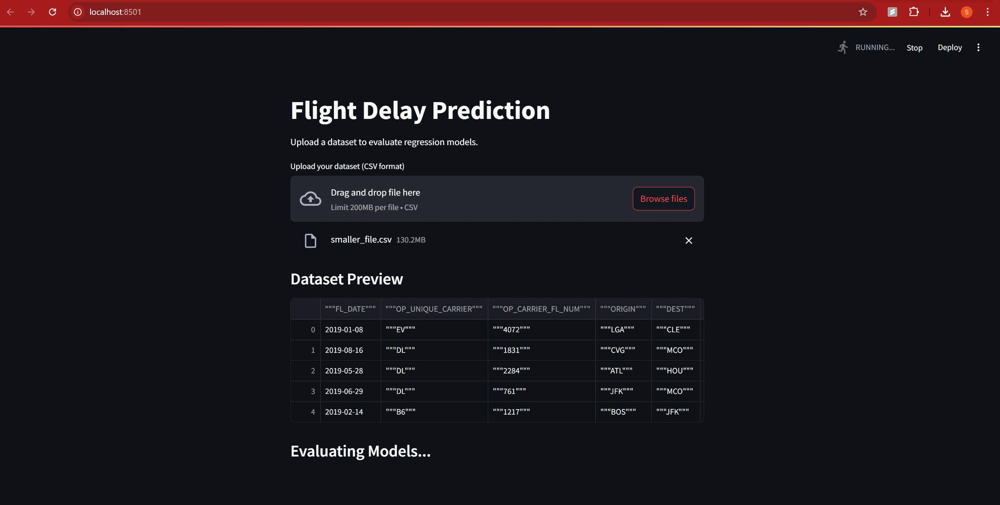 localhost:8501
S
RUNNING... Stop Deploy
Flight Delay Prediction
Upload a dataset to evaluate regression models.
Upload your dataset (CSV format)
Drag and drop file here
Limit 200MB per file • CSV
Browse files
smaller_file.csv 130.2MB
Dataset Preview
"""FL_DATE""" """OP_UNIQUE_CARRIER""" """OP_CARRIER_FL_NUM""" """ORIGIN""" """DEST"""
0 2019-01-08 """EV""" """4072""" """LGA""" """CLE"""
1 2019-08-16 """DL""" """1831""" """CVG""" """MCO"""
2 2019-05-28 """DL""" """2284""" """ATL""" """HOU"""
3 2019-06-29 """DL""" """761""" """JFK""" """MCO"""
4 2019-02-14 """B6""" """1217""" """BOS""" """JFK"""
Evaluating Models...